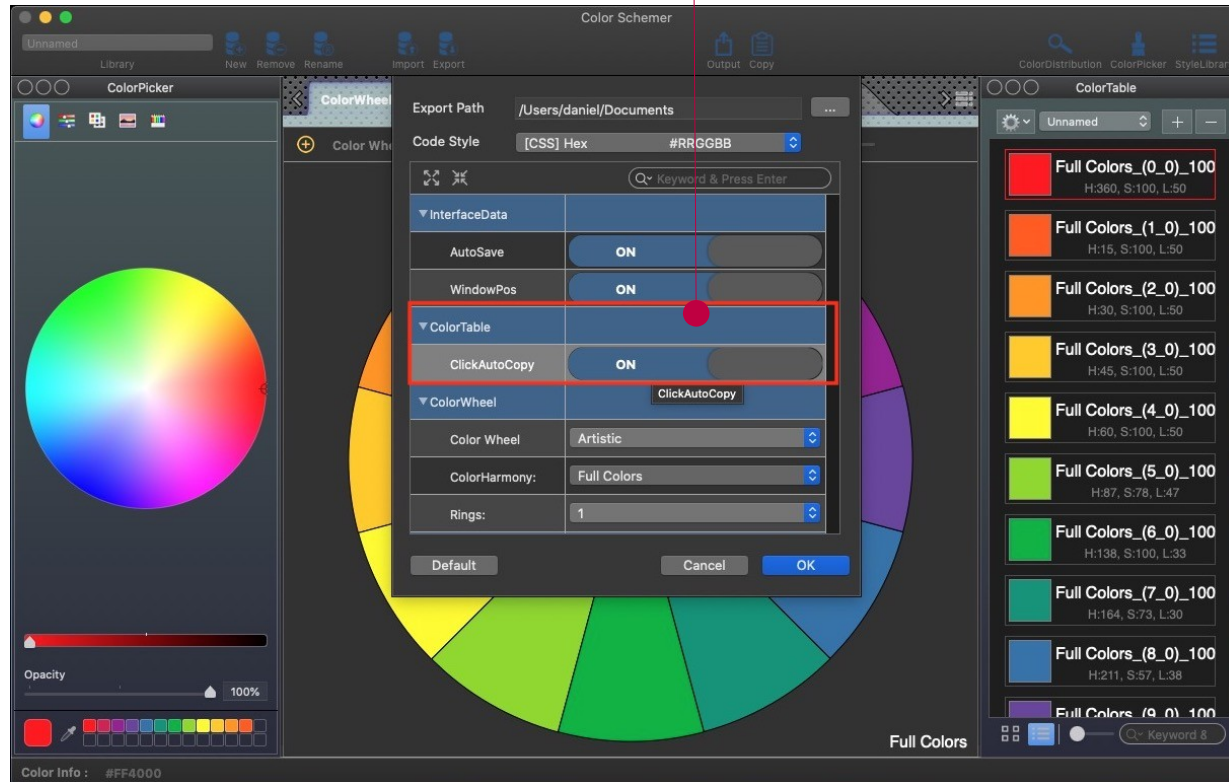 Color Schemer
Unnamed
Library
New
Remove
Rename
Import
Export
Output
Copy
ColorDistribution
ColorPicker
StyleLibrar
ColorPicker
Opacity
100%
ColorWheel
Color Whe
Export Path
/Users/daniel/Documents
...
Code Style
[CSS] Hex #RRGGBB
Keyword & Press Enter
InterfaceData
AutoSave
ON
WindowPos
ON
ColorTable
ClickAutoCopy
ON
ClickAutoCopy
ColorWheel
Color Wheel
Artistic
ColorHarmony:
Full Colors
Rings:
1
Default
Cancel
OK
Full Colors
ColorTable
Unnamed
Full Colors_(0_0)_100
H:360, S:100, L:50
Full Colors_(1_0)_100
H:15, S:100, L:50
Full Colors_(2_0)_100
H:30, S:100, L:50
Full Colors_(3_0)_100
H:45, S:100, L:50
Full Colors_(4_0)_100
H:60, S:100, L:50
Full Colors_(5_0)_100
H:87, S:78, L:47
Full Colors_(6_0)_100
H:138, S:100, L:33
Full Colors_(7_0)_100
H:164, S:73, L:30
Full Colors_(8_0)_100
H:211, S:57, L:38
Full Colors_(9_0)_100
Keyword &
Color Info : #FF4000